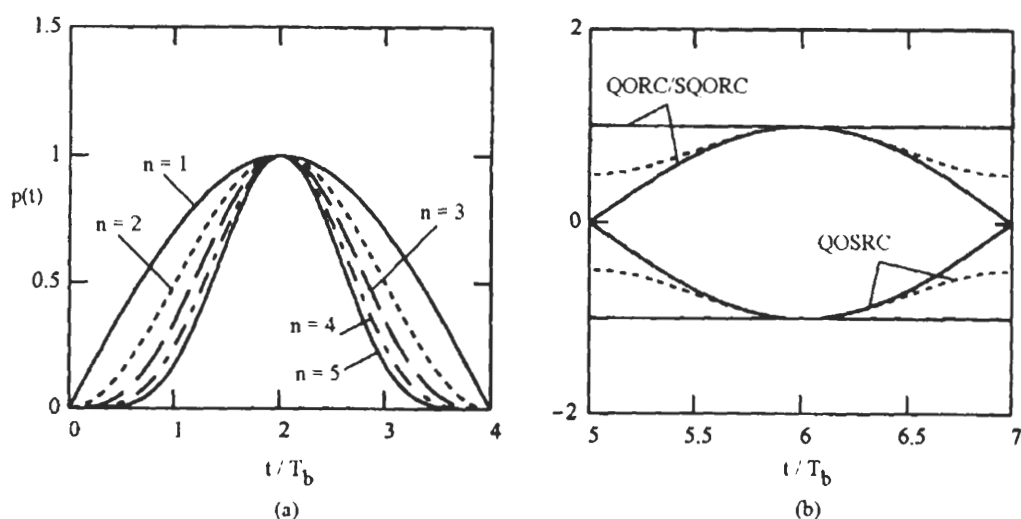 1.5
1
p(t)
0.5
0
n = 1
n = 2
n = 3
n = 4
n = 5
0 1 2 3 4
t / T_b
(a)
2
QORC/SQORC
0
QOSRC
−2
5 5.5 6 6.5 7
t / T_b
(b)